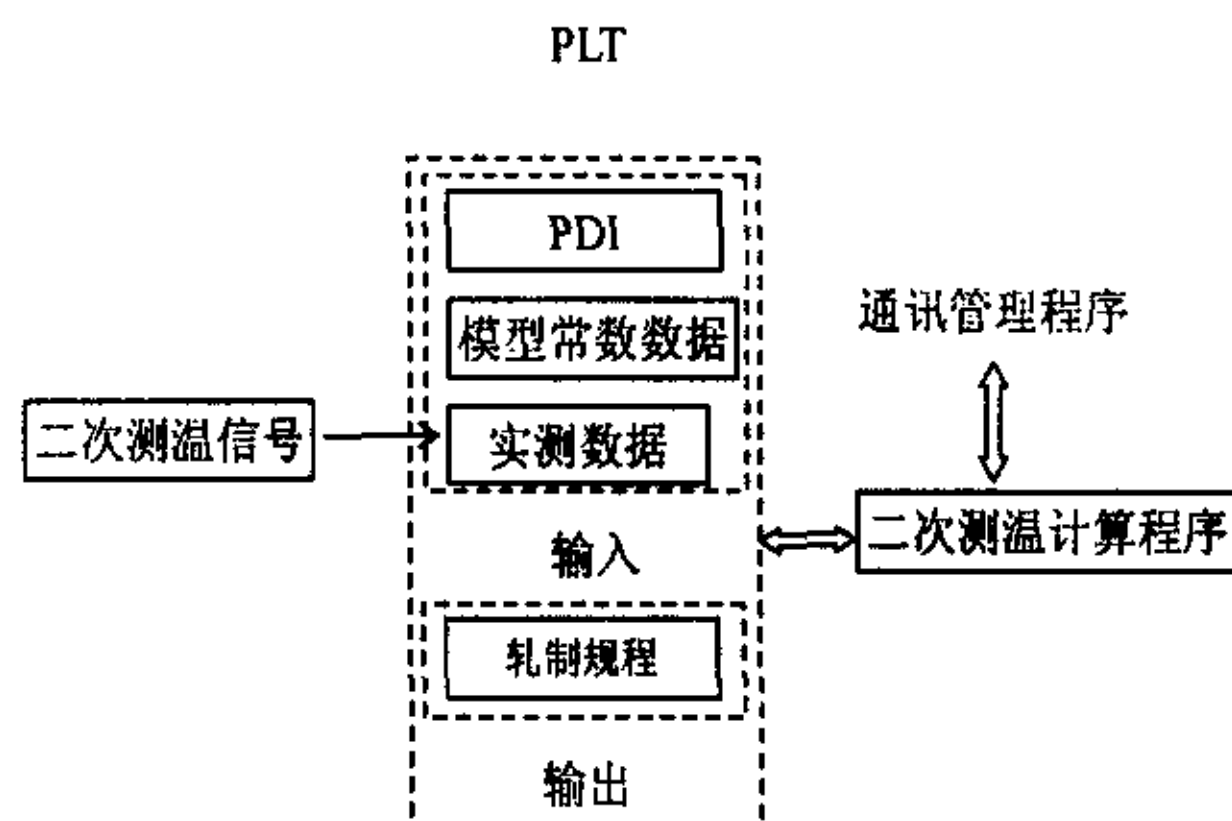 PLT
PDI
模型常数数据
通讯管理程序
二次测温信号
实测数据
输入
二次测温计算程序
轧制规程
输出